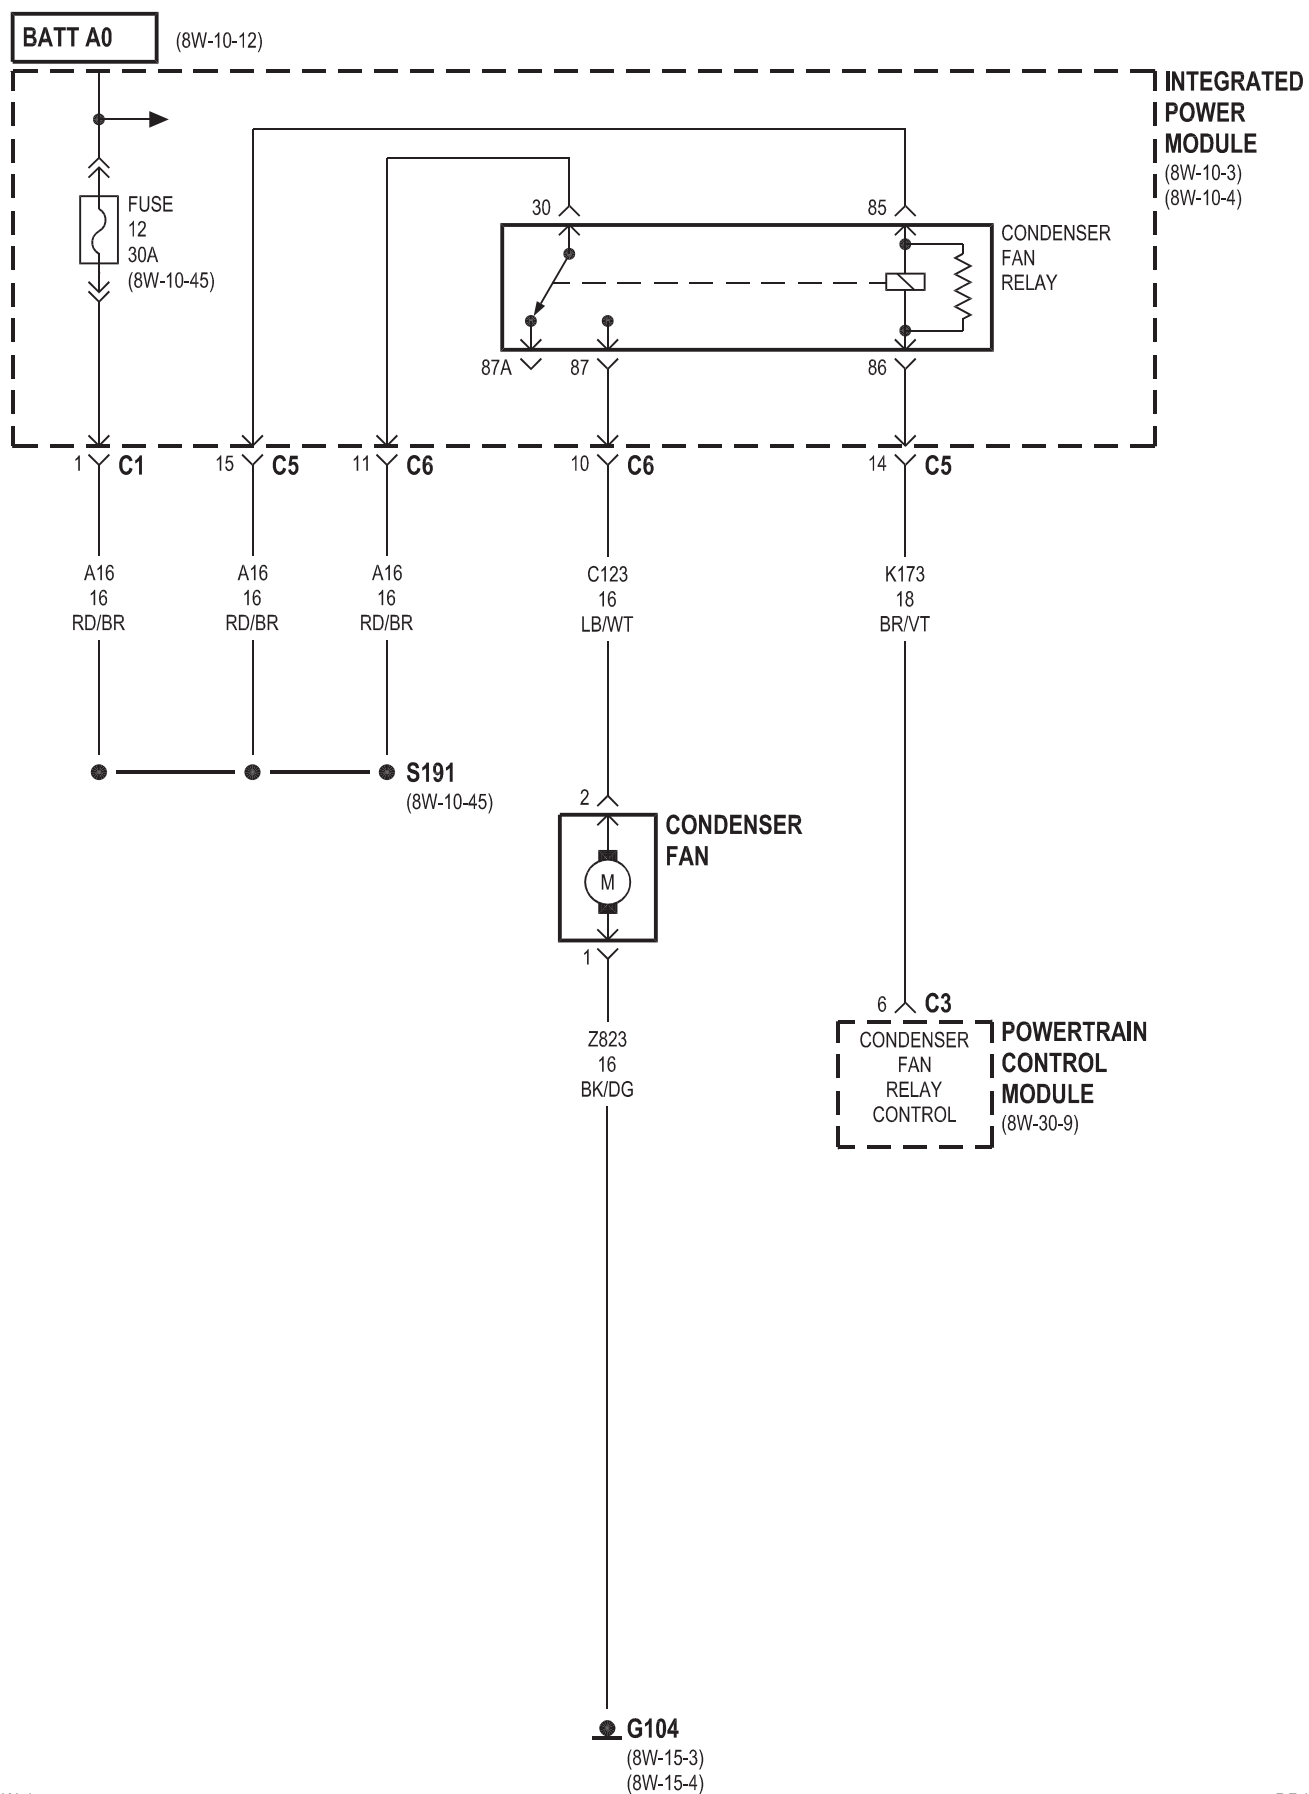 BATT A0
(8W-10-12)
INTEGRATED
POWER
MODULE
(8W-10-3)
(8W-10-4)
FUSE
12
30A
(8W-10-45)
30
85
CONDENSER
FAN
RELAY
87A
87
86
1
C1
15
C5
11
C6
10
C6
14
C5
A16
16
RD/BR
A16
16
RD/BR
A16
16
RD/BR
C123
16
LB/WT
K173
18
BR/VT
S191
(8W-10-45)
2
CONDENSER
FAN
M
1
Z823
16
BK/DG
6
C3
CONDENSER
FAN
RELAY
CONTROL
POWERTRAIN
CONTROL
MODULE
(8W-30-9)
G104
(8W-15-3)
(8W-15-4)